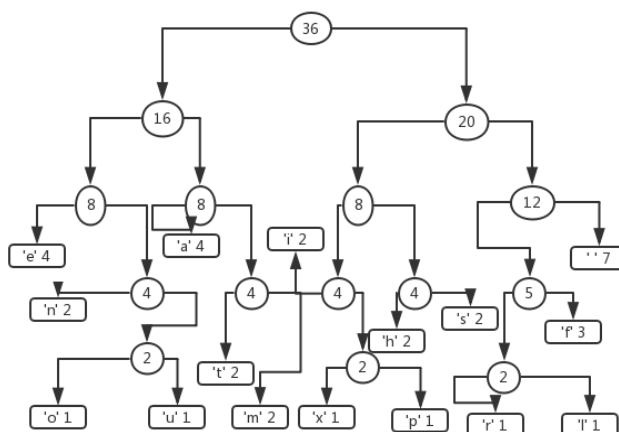 36
16
20
8
8
8
12
'e' 4
'a' 4
'i' 2
' ' 7
'n' 2
4
4
4
4
5
's' 2
'f' 3
'h' 2
2
't' 2
2
2
'o' 1
'u' 1
'm' 2
'x' 1
'p' 1
'r' 1
'l' 1